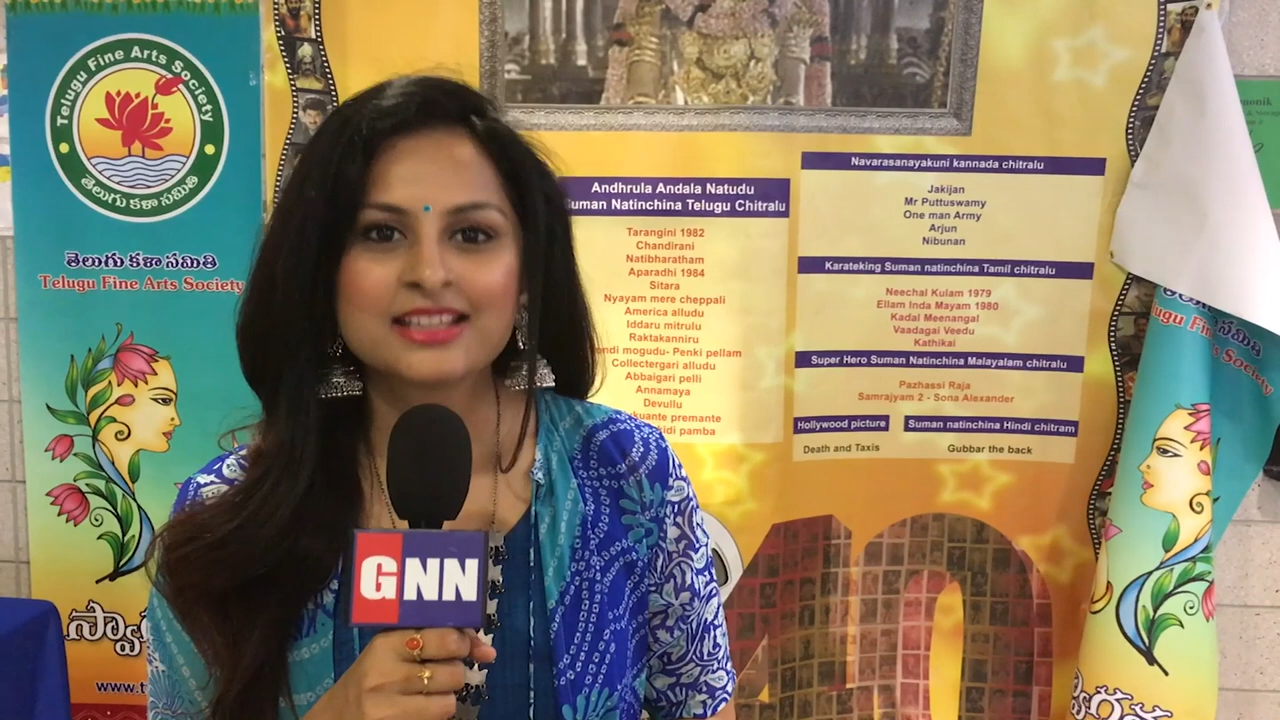 Telugu Fine Arts Society
తెలుగు కళా సమితి
తెలుగు కళా సమితి
Telugu Fine Arts Society
www.t
GNN
Andhrula Andala Natudu
Suman Natinchina Telugu Chitralu
Tarangini 1982
Chandirani
Natibharatham
Aparadhi 1984
Sitara
Nyayam mere cheppali
America alludu
Iddaru mitrulu
Raktakanniru
mogudu- Penki pellam
Collectergari alludu
Abbaigari pelli
Annamaya
Devullu
premante
pamba
Navarasanayakuni kannada chitralu
Jakijan
Mr Puttuswamy
One man Army
Arjun
Nibunan
Karateking Suman natinchina Tamil chitralu
Neechal Kulam 1979
Ellam Inda Mayam 1980
Kadal Meenangal
Vaadagai Veedu
Kathikai
Super Hero Suman Natinchina Malayalam chitralu
Pazhassi Raja
Samrajyam 2 - Sona Alexander
Hollywood picture
Suman natinchina Hindi chitram
Death and Taxis
Gubbar the back
40
Society